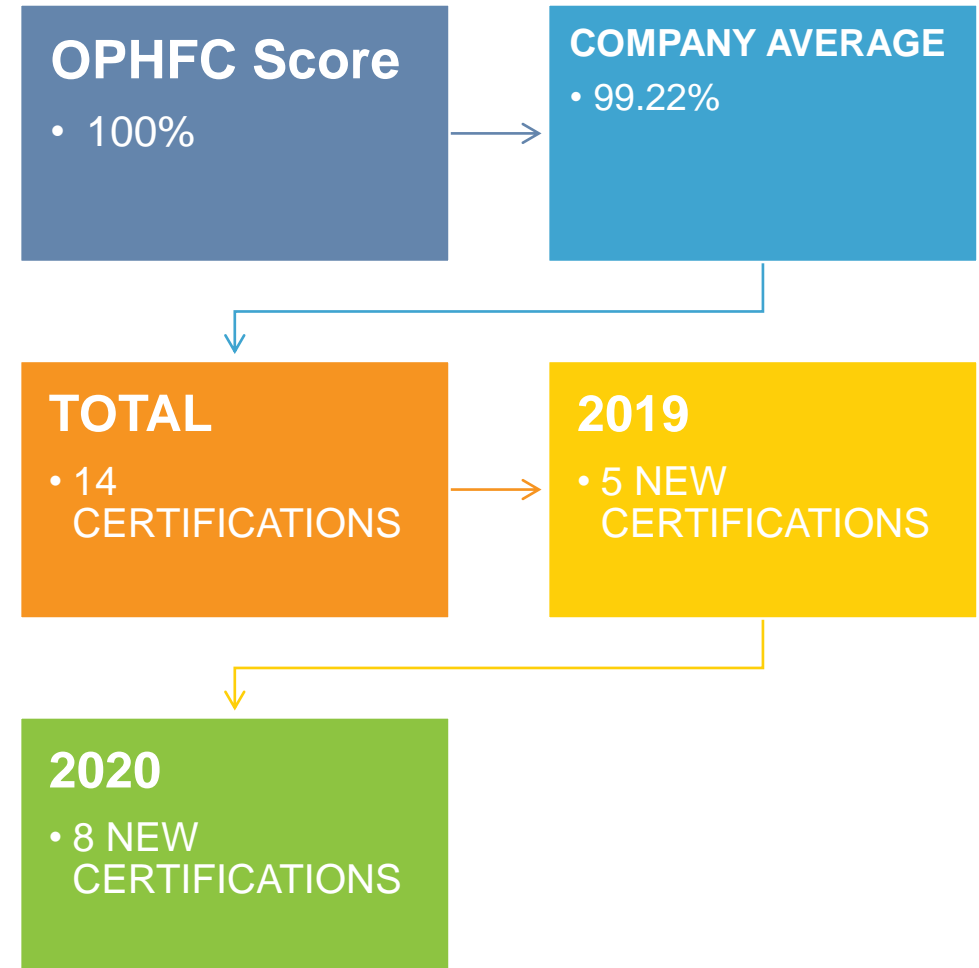 OPHFC Score
• 100%
COMPANY AVERAGE
• 99.22%
TOTAL
• 14
CERTIFICATIONS
2019
• 5 NEW
CERTIFICATIONS
2020
• 8 NEW
CERTIFICATIONS